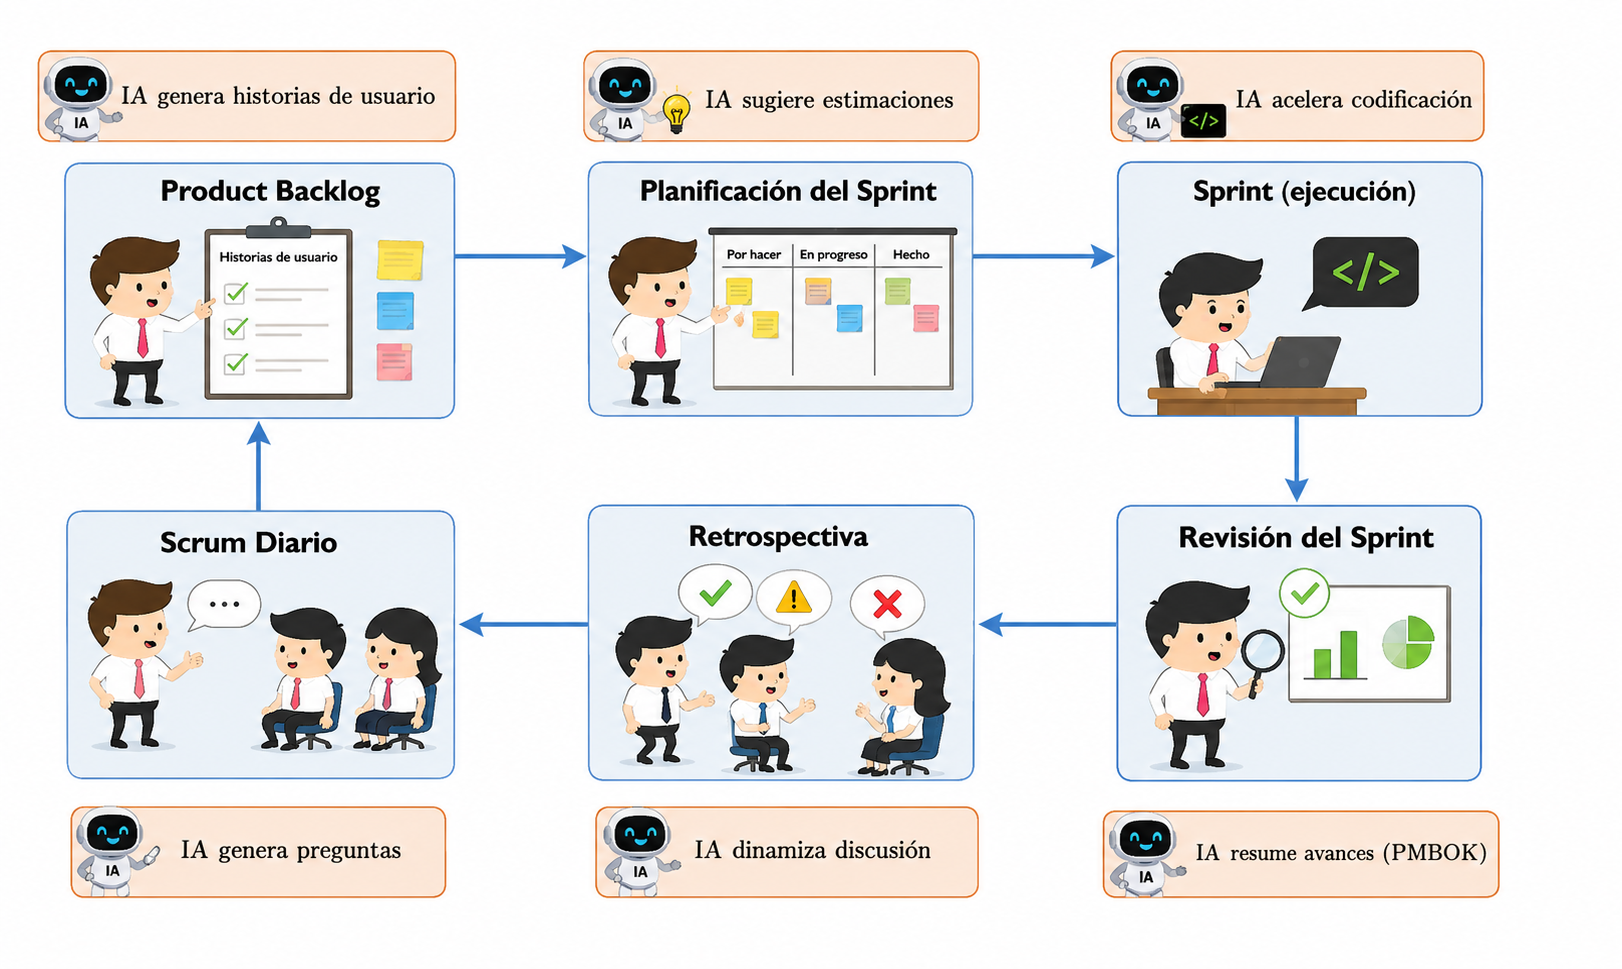 IA genera historias de usuario
IA
IA sugiere estimaciones
IA
IA acelera codificación
IA
</>
Product Backlog
Historias de usuario
Planificación del Sprint
Por hacer
En progreso
Hecho
Sprint (ejecución)
</>
Scrum Diario
Retrospectiva
Revisión del Sprint
IA genera preguntas
IA
IA dinamiza discusión
IA
IA resume avances (PMBOK)
IA